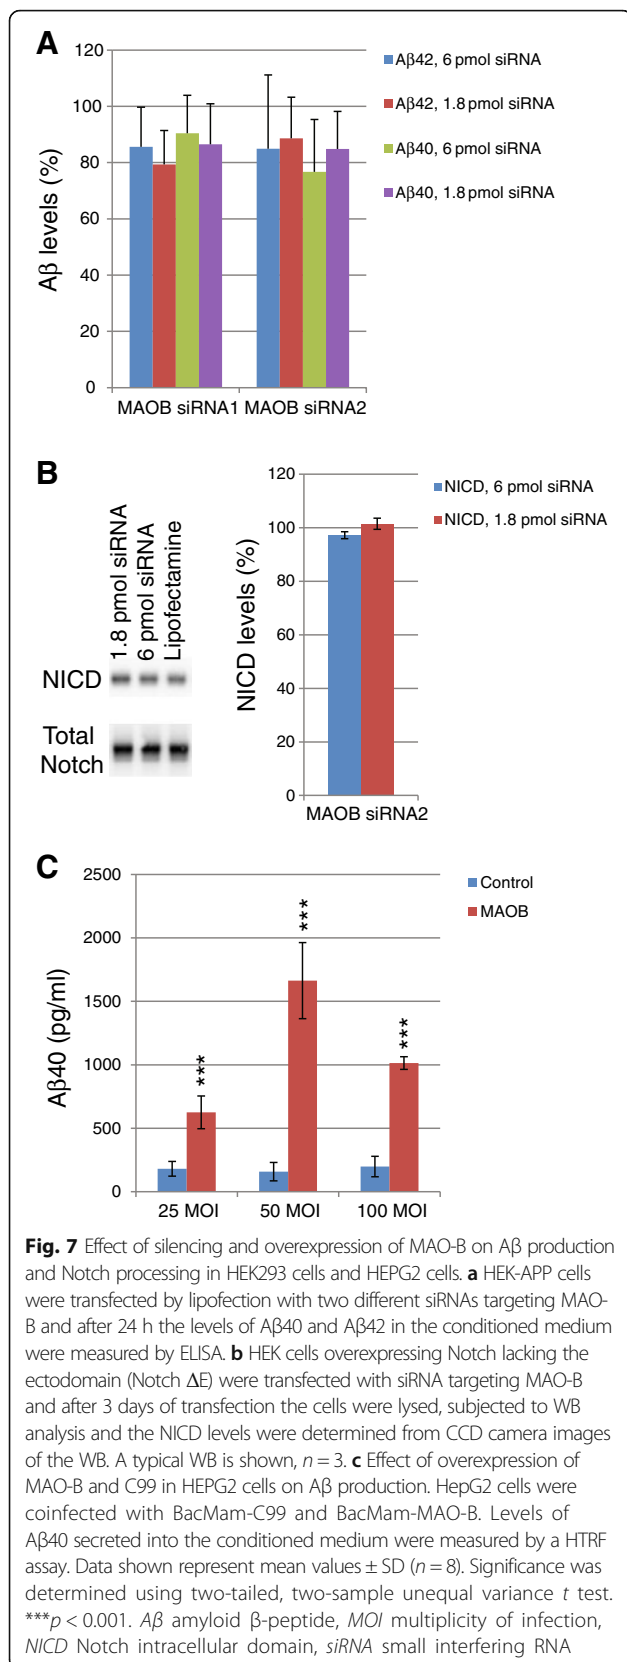 A
120
100
80
60
40
20
0
Aβ levels (%)
MAOB siRNA1 MAOB siRNA2
Aβ42, 6 pmol siRNA
Aβ42, 1.8 pmol siRNA
Aβ40, 6 pmol siRNA
Aβ40, 1.8 pmol siRNA
B
1.8 pmol siRNA
6 pmol siRNA
Lipofectamine
NICD
Total
Notch
120
100
80
60
40
20
0
NICD levels (%)
MAOB siRNA2
NICD, 6 pmol siRNA
NICD, 1.8 pmol siRNA
C
2500
2000
1500
1000
500
0
Aβ40 (pg/ml)
***
***
***
25 MOI 50 MOI 100 MOI
Control
MAOB
Fig. 7 Effect of silencing and overexpression of MAO-B on Aβ production
and Notch processing in HEK293 cells and HEPG2 cells. a HEK-APP cells
were transfected by lipofection with two different siRNAs targeting MAO-
B and after 24 h the levels of Aβ40 and Aβ42 in the conditioned medium
were measured by ELISA. b HEK cells overexpressing Notch lacking the
ectodomain (Notch ΔE) were transfected with siRNA targeting MAO-B
and after 3 days of transfection the cells were lysed, subjected to WB
analysis and the NICD levels were determined from CCD camera images
of the WB. A typical WB is shown, n = 3. c Effect of overexpression of
MAO-B and C99 in HEPG2 cells on Aβ production. HepG2 cells were
coinfected with BacMam-C99 and BacMam-MAO-B. Levels of
Aβ40 secreted into the conditioned medium were measured by a HTRF
assay. Data shown represent mean values ± SD (n = 8). Significance was
determined using two-tailed, two-sample unequal variance t test.
***p < 0.001. Aβ amyloid β-peptide, MOI multiplicity of infection,
NICD Notch intracellular domain, siRNA small interfering RNA